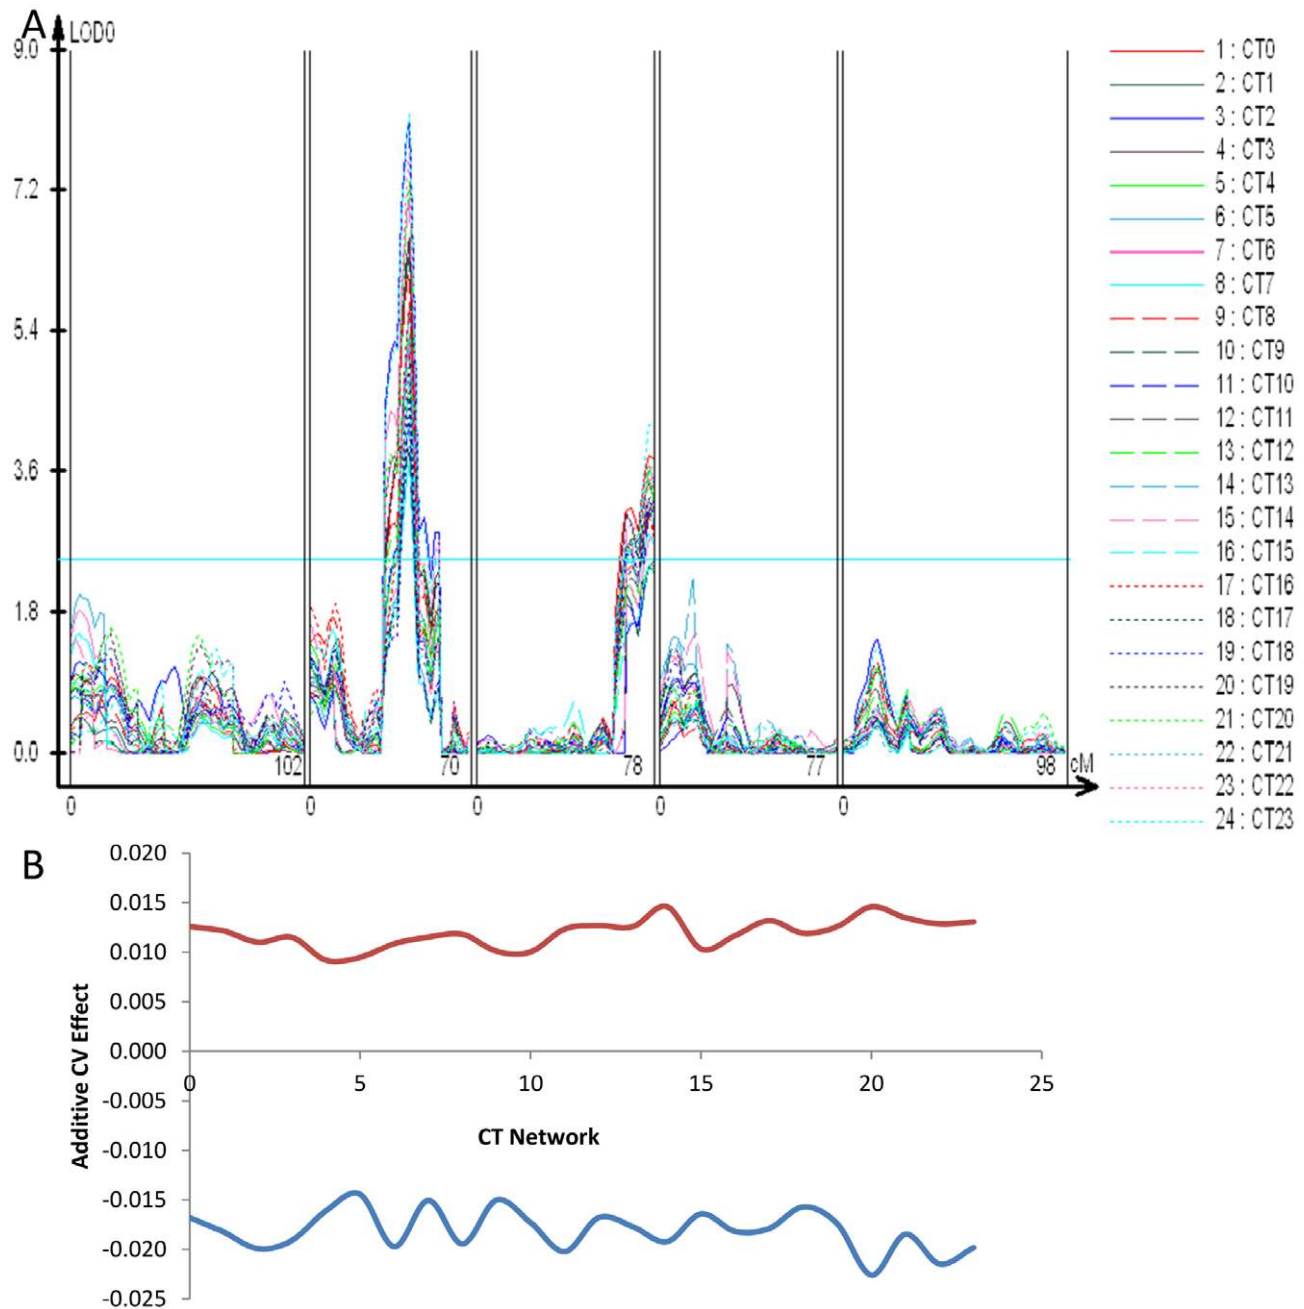 A
LOD0
9.0
7.2
5.4
3.6
1.8
0.0
102
70
78
77
98
cM
0
0
0
0
0
1 : CT0
2 : CT1
3 : CT2
4 : CT3
5 : CT4
6 : CT5
7 : CT6
8 : CT7
9 : CT8
10 : CT9
11 : CT10
12 : CT11
13 : CT12
14 : CT13
15 : CT14
16 : CT15
17 : CT16
18 : CT17
19 : CT18
20 : CT19
21 : CT20
22 : CT21
23 : CT22
24 : CT23
B
0.020
0.015
0.010
0.005
0.000
-0.005
-0.010
-0.015
-0.020
-0.025
Additive CV Effect
0
5
10
15
20
25
CT Network